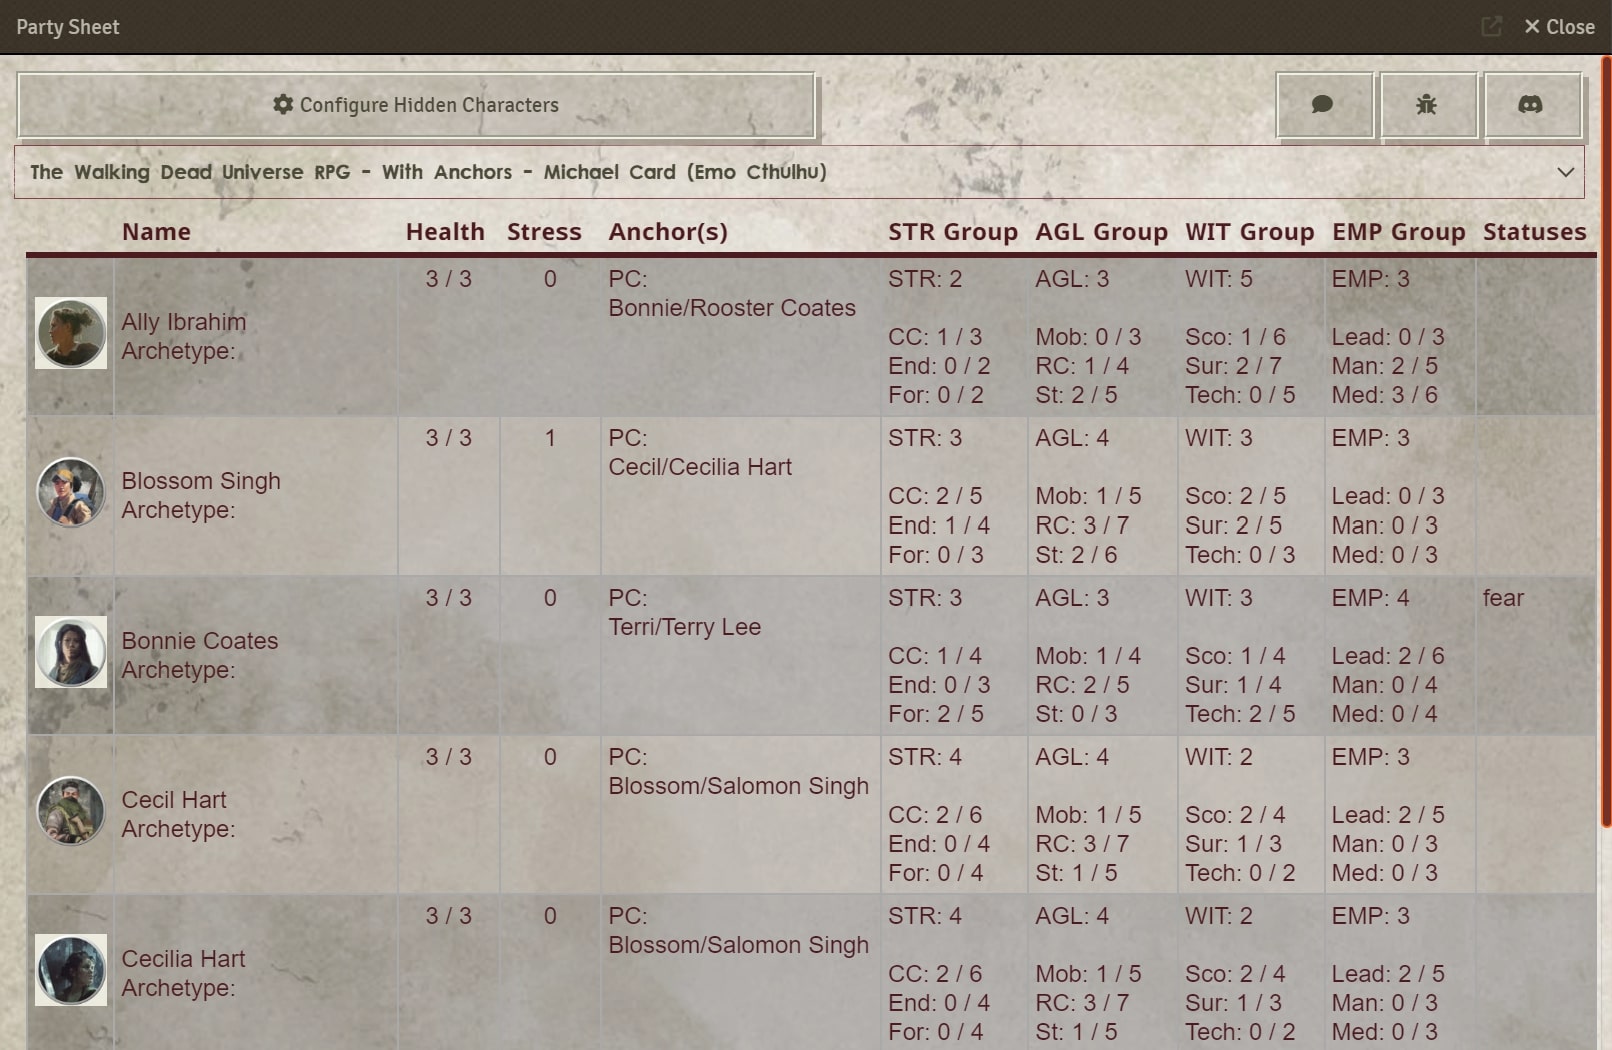 Party Sheet
Close
Configure Hidden Characters
The Walking Dead Universe RPG - With Anchors - Michael Card (Emo Cthulhu)
Name Health Stress Anchor(s) STR Group AGL Group WIT Group EMP Group Statuses
Ally Ibrahim
Archetype:
3 / 3
0
PC:
Bonnie/Rooster Coates
STR: 2
CC: 1 / 3
End: 0 / 2
For: 0 / 2
AGL: 3
Mob: 0 / 3
RC: 1 / 4
St: 2 / 5
WIT: 5
Sco: 1 / 6
Sur: 2 / 7
Tech: 0 / 5
EMP: 3
Lead: 0 / 3
Man: 2 / 5
Med: 3 / 6
Blossom Singh
Archetype:
3 / 3
1
PC:
Cecil/Cecilia Hart
STR: 3
CC: 2 / 5
End: 1 / 4
For: 0 / 3
AGL: 4
Mob: 1 / 5
RC: 3 / 7
St: 2 / 6
WIT: 3
Sco: 2 / 5
Sur: 2 / 5
Tech: 0 / 3
EMP: 3
Lead: 0 / 3
Man: 0 / 3
Med: 0 / 3
Bonnie Coates
Archetype:
3 / 3
0
PC:
Terri/Terry Lee
STR: 3
CC: 1 / 4
End: 0 / 3
For: 2 / 5
AGL: 3
Mob: 1 / 4
RC: 2 / 5
St: 0 / 3
WIT: 3
Sco: 1 / 4
Sur: 1 / 4
Tech: 2 / 5
EMP: 4
Lead: 2 / 6
Man: 0 / 4
Med: 0 / 4
fear
Cecil Hart
Archetype:
3 / 3
0
PC:
Blossom/Salomon Singh
STR: 4
CC: 2 / 6
End: 0 / 4
For: 0 / 4
AGL: 4
Mob: 1 / 5
RC: 3 / 7
St: 1 / 5
WIT: 2
Sco: 2 / 4
Sur: 1 / 3
Tech: 0 / 2
EMP: 3
Lead: 2 / 5
Man: 0 / 3
Med: 0 / 3
Cecilia Hart
Archetype:
3 / 3
0
PC:
Blossom/Salomon Singh
STR: 4
CC: 2 / 6
End: 0 / 4
For: 0 / 4
AGL: 4
Mob: 1 / 5
RC: 3 / 7
St: 1 / 5
WIT: 2
Sco: 2 / 4
Sur: 1 / 3
Tech: 0 / 2
EMP: 3
Lead: 2 / 5
Man: 0 / 3
Med: 0 / 3